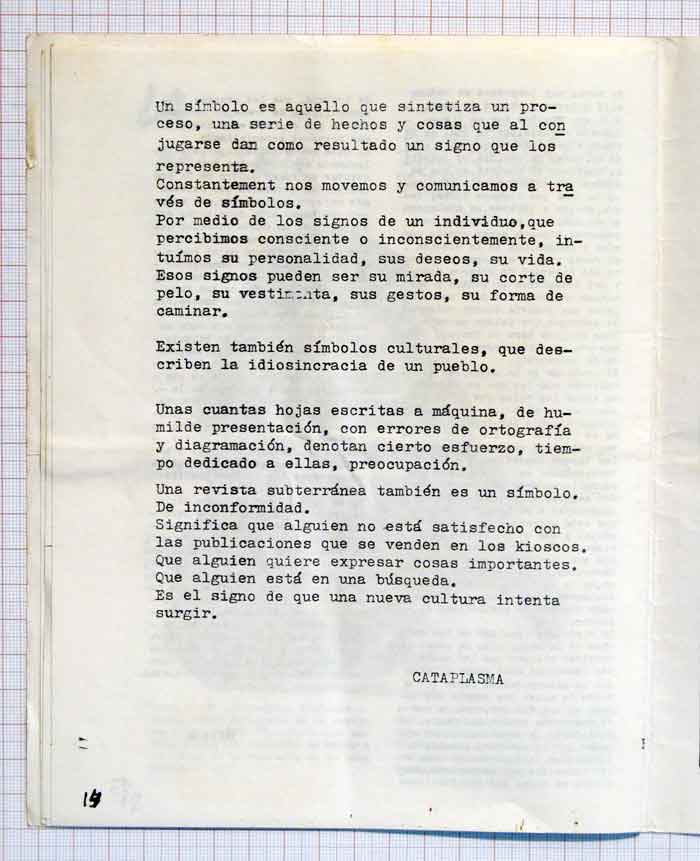 Un símbolo es aquello que sintetiza un pro-
ceso, una serie de hechos y cosas que al con
jugarse dan como resultado un signo que los
representa.
Constantement nos movemos y comunicamos a tra
vés de símbolos.
Por medio de los signos de un individuo,que
percibimos consciente o inconscientemente, in-
tuímos su personalidad, sus deseos, su vida.
Esos signos pueden ser su mirada, su corte de
pelo, su vestimenta, sus gestos, su forma de
caminar.
Existen también símbolos culturales, que des-
criben la idiosincracia de un pueblo.
Unas cuantas hojas escritas a máquina, de hu-
milde presentación, con errores de ortografía
y diagramación, denotan cierto esfuerzo, tiem-
po dedicado a ellas, preocupación.
Una revista subterránea también es un símbolo.
De inconformidad.
Significa que alguien no está satisfecho con
las publicaciones que se venden en los kioscos.
Que alguien quiere expresar cosas importantes.
Que alguien está en una búsqueda.
Es el signo de que una nueva cultura intenta
surgir.
CATAPLASMA